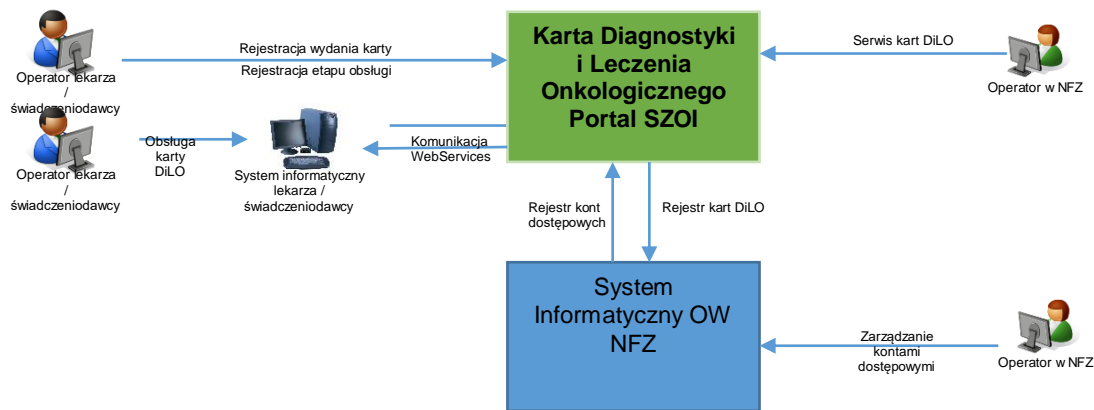 Rejestracja wydania karty
Rejestracja etapu obsługi
Operator lekarza
/
świadczeniodawcy
Karta Diagnostyki
i Leczenia
Onkologicznego
Portal SZOI
Serwis kart DiLO
Operator w NFZ
Operator lekarza
/
świadczeniodawcy
Obsługa
karty
DiLO
System informatyczny
lekarza /
świadczeniodawcy
Komunikacja
WebServices
Rejestr kont
dostępowych
Rejestr kart DiLO
System
Informatyczny OW
NFZ
Zarządzanie
kontami
dostępowymi
Operator w NFZ